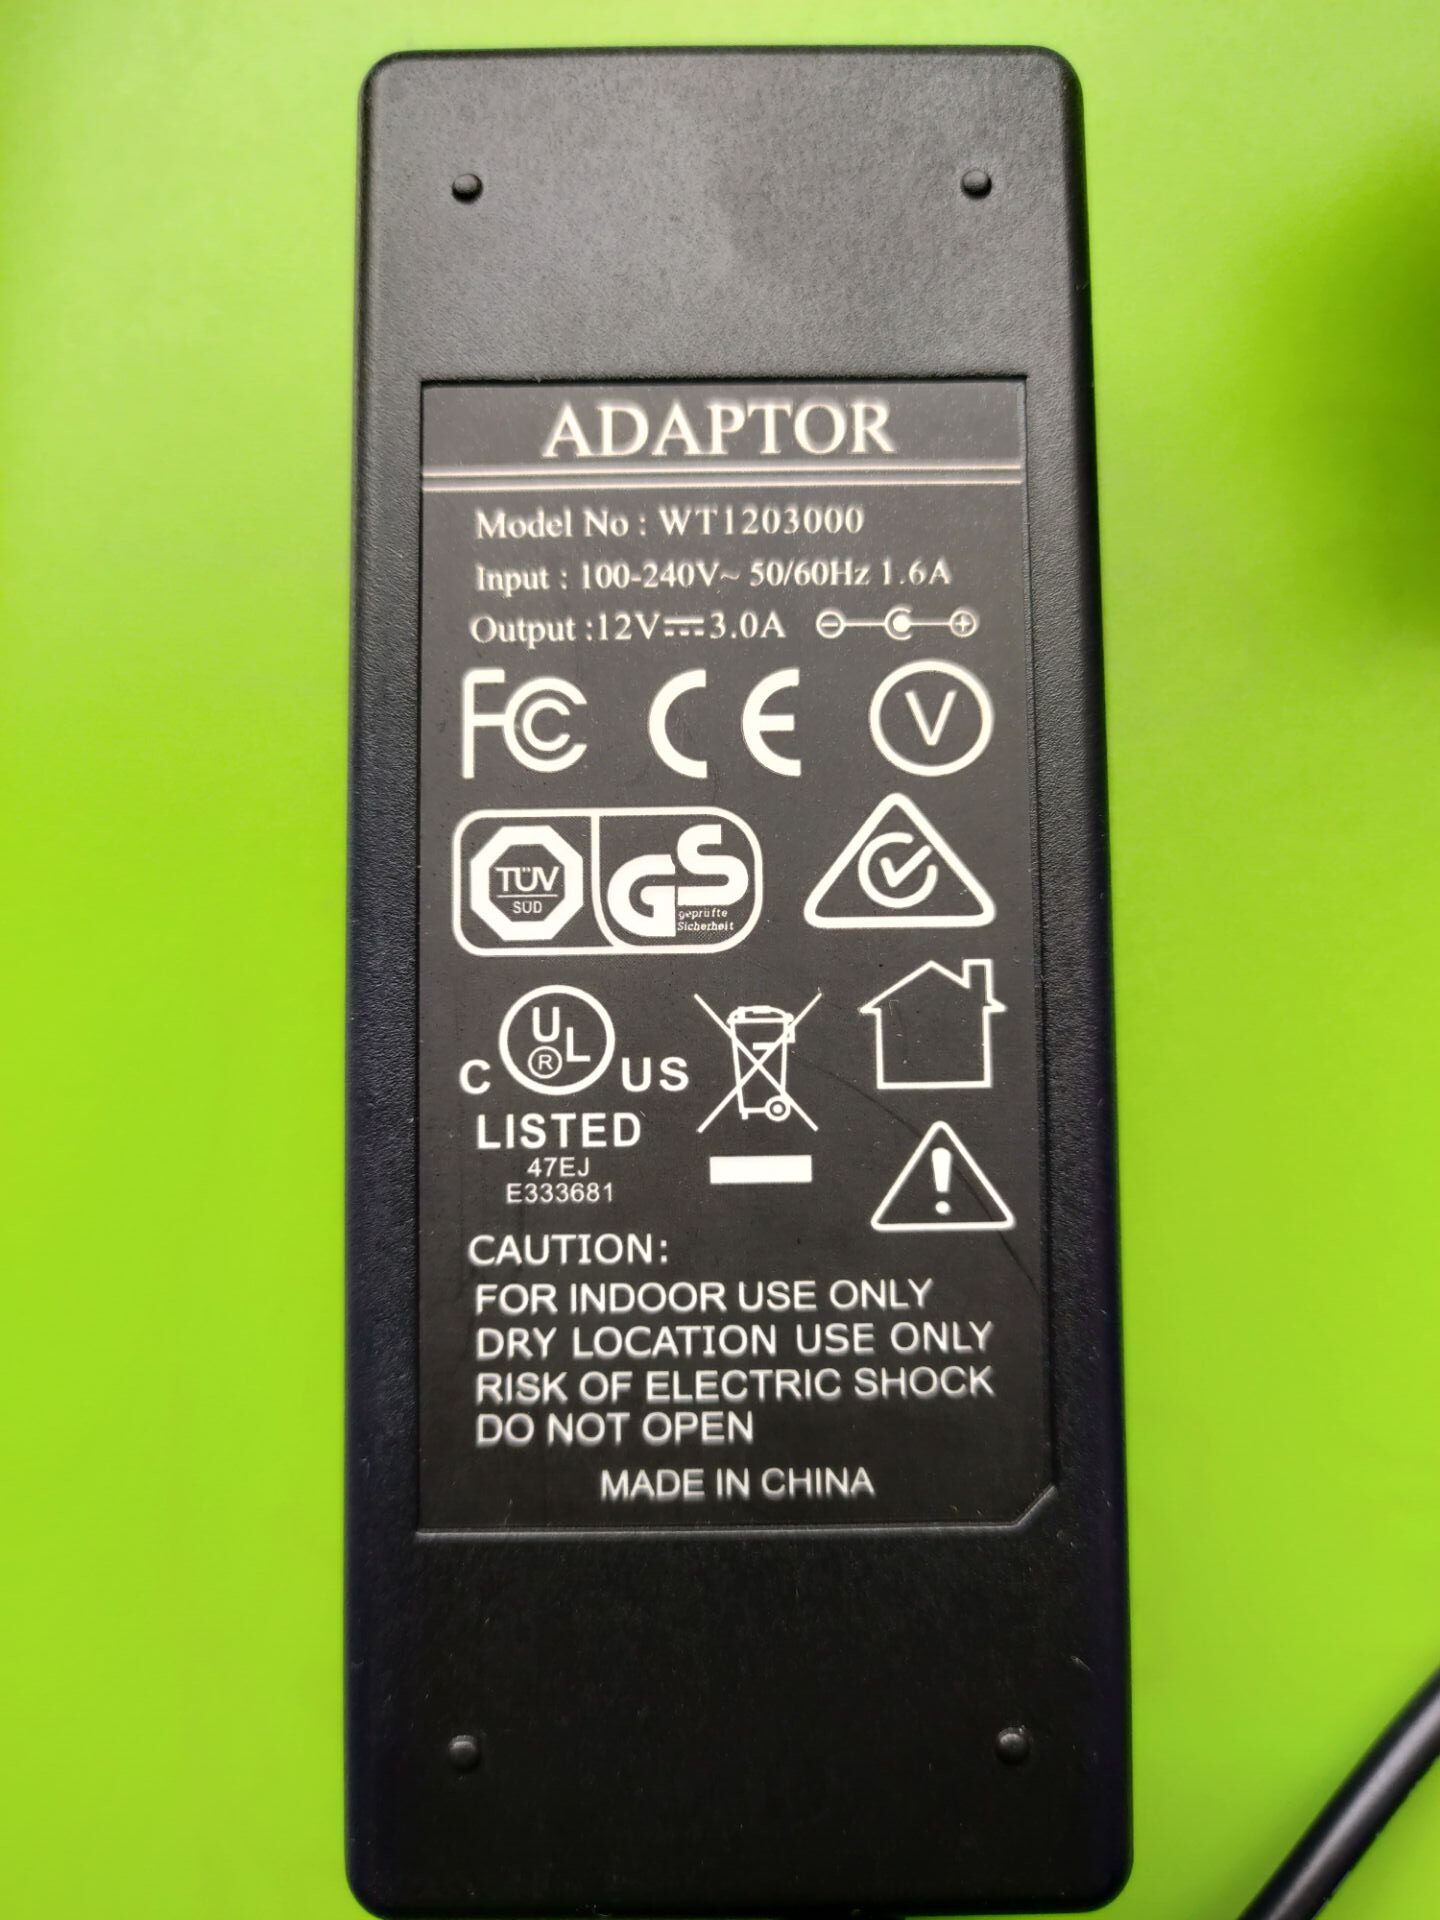 ADAPTOR
Model No : WT1203000
Input : 100-240V~ 50/60Hz 1.6A
Output :12V⎓3.0A
FC CE V
TÜV SÜD GS geprüfte Sicherheit
C UL® US
LISTED
47EJ
E333681
CAUTION:
FOR INDOOR USE ONLY
DRY LOCATION USE ONLY
RISK OF ELECTRIC SHOCK
DO NOT OPEN
MADE IN CHINA